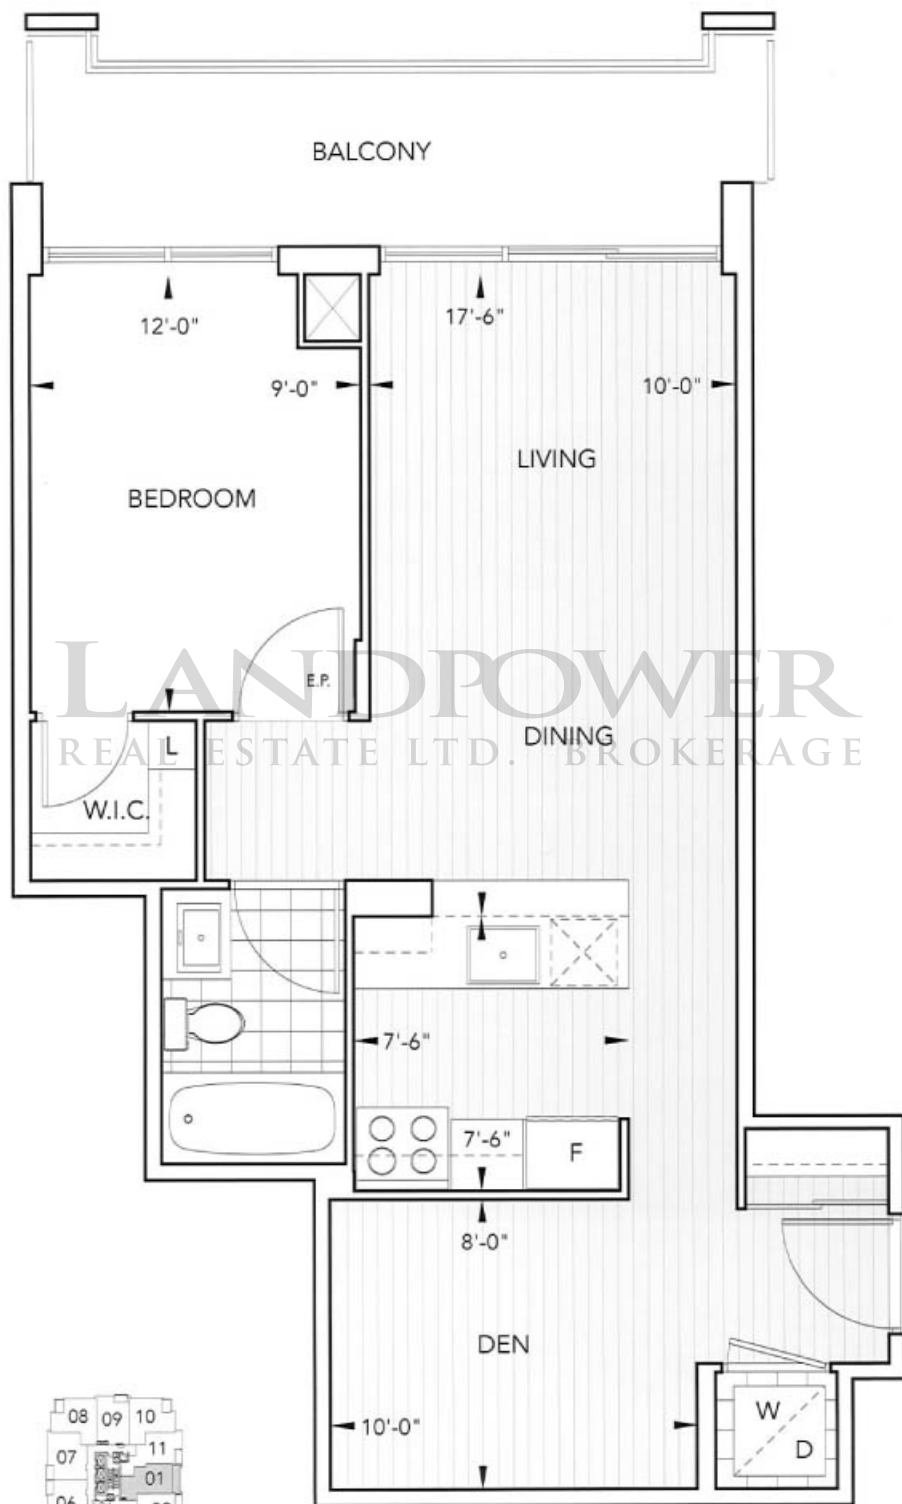 BALCONY
12'-0"
17'-6"
9'-0"
10'-0"
LIVING
BEDROOM
E.P.
LANDPOWER
REAL ESTATE LTD. BROKERAGE
DINING
L
W.I.C.
7'-6"
7'-6"
F
8'-0"
DEN
10'-0"
W
D
08 09 10
07
11
01
06